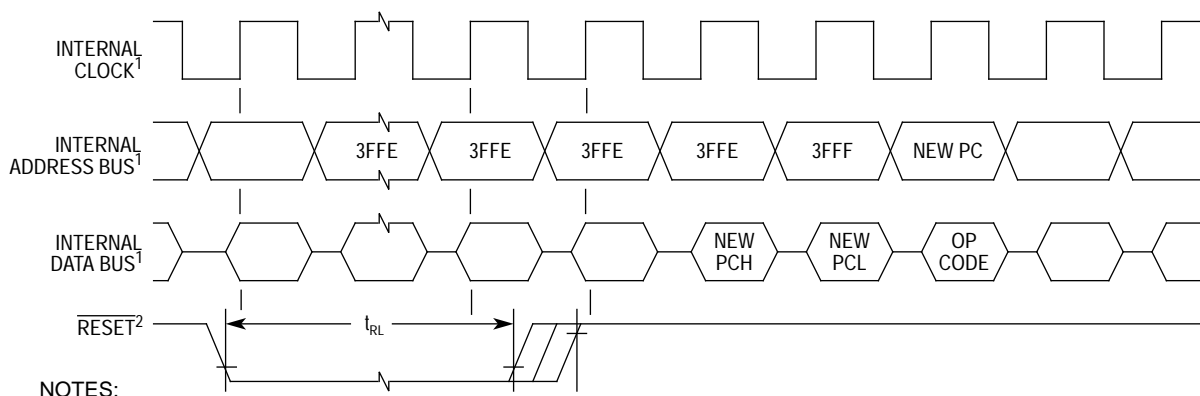 INTERNAL
CLOCK1
INTERNAL
ADDRESS BUS1
3FFE 3FFE 3FFE 3FFE 3FFF NEW PC
INTERNAL
DATA BUS1
NEW
PCH
NEW
PCL
OP
CODE
RESET2
tRL
NOTES: